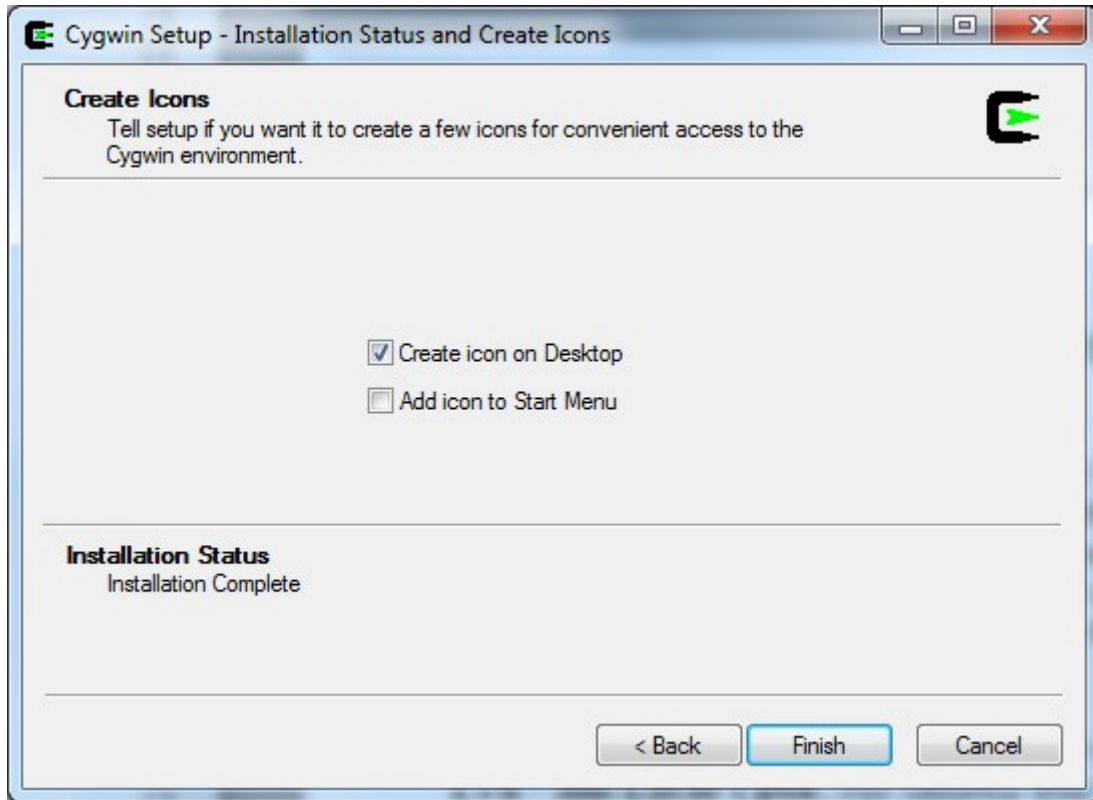 Cygwin Setup - Installation Status and Create Icons
Create Icons
Tell setup if you want it to create a few icons for convenient access to the
Cygwin environment.
Create icon on Desktop
Add icon to Start Menu
Installation Status
Installation Complete
< Back Finish Cancel